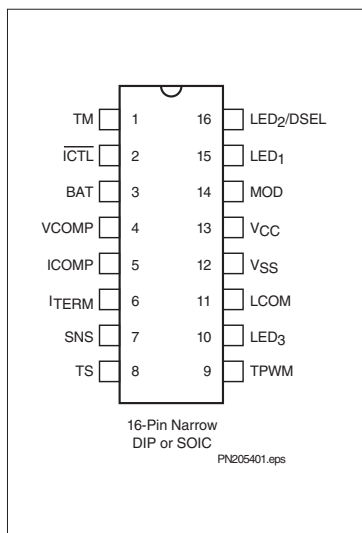 TM 1 16 LED2/DSEL
ICTL 2 15 LED1
BAT 3 14 MOD
VCOMP 4 13 VCC
ICOMP 5 12 VSS
ITERM 6 11 LCOM
SNS 7 10 LED3
TS 8 9 TPWM
16-Pin Narrow
DIP or SOIC
PN205401.eps